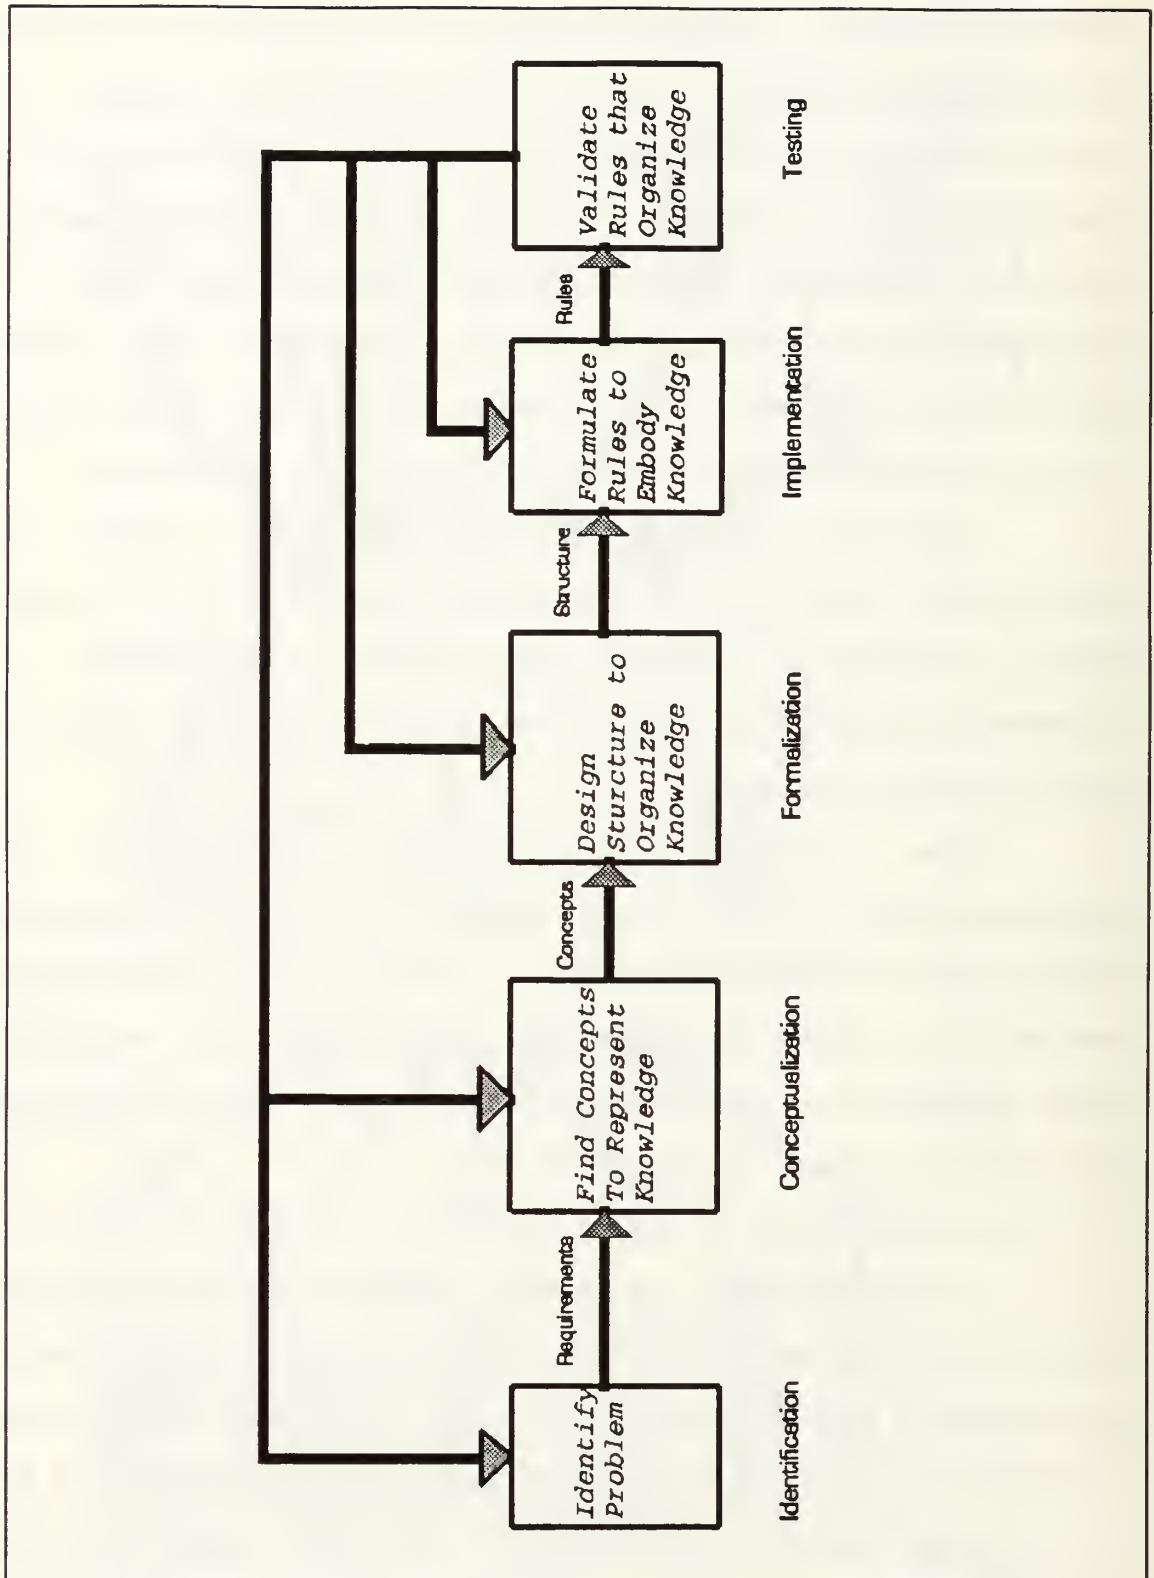 Identify
Problem
Requirements
Find Concepts
To Represent
Knowledge
Concepts
Design
Sturcture to
Organize
Knowledge
Structure
Formulate
Rules to
Embody
Knowledge
Rules
Validate
Rules that
Organize
Knowledge
Identification
Conceptualization
Formalization
Implementation
Testing